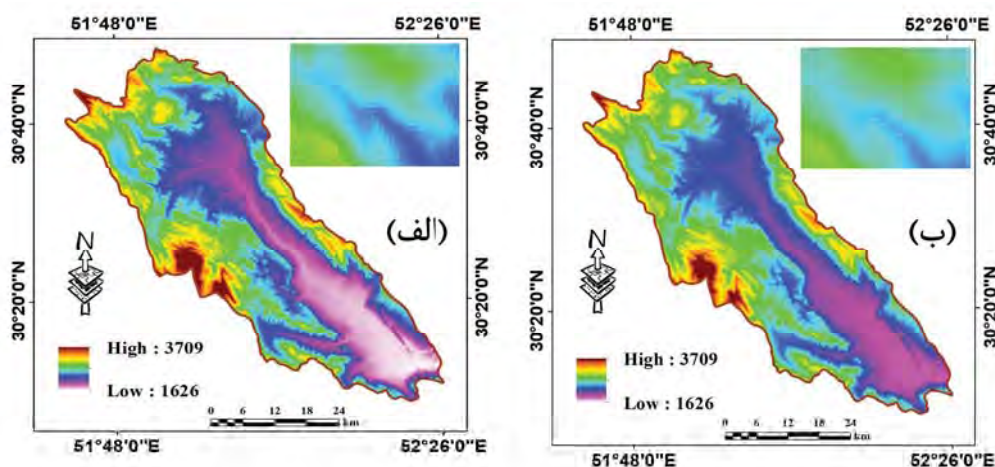 51°48'0"E 52°26'0"E
30°40'0"N 30°40'0"N
(الف)
N
30°20'0"N 30°20'0"N
High : 3709
Low : 1626
0 6 12 18 24
km
51°48'0"E 52°26'0"E
51°48'0"E 52°26'0"E
30°40'0"N 30°40'0"N
(ب)
N
30°20'0"N 30°20'0"N
High : 3709
Low : 1626
0 6 12 18 24
km
51°48'0"E 52°26'0"E